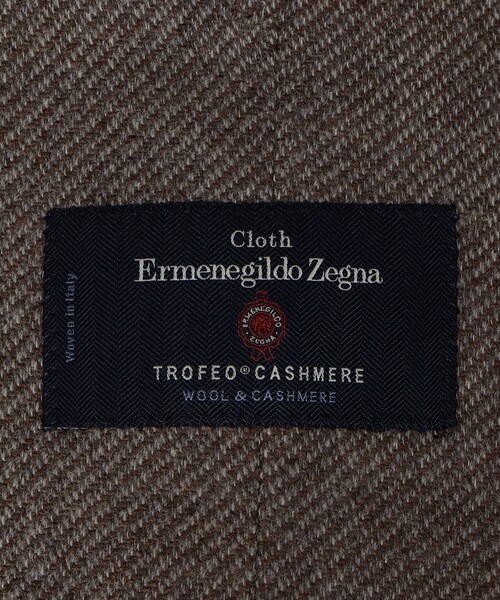 Cloth
Ermenegildo Zegna
ERMENEGILDO
ZEGNA
TROFEO® CASHMERE
WOOL & CASHMERE
Woven in Italy